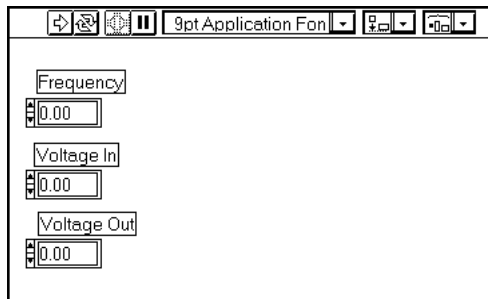 9pt Application Fon
Frequency
0.00
Voltage In
0.00
Voltage Out
0.00